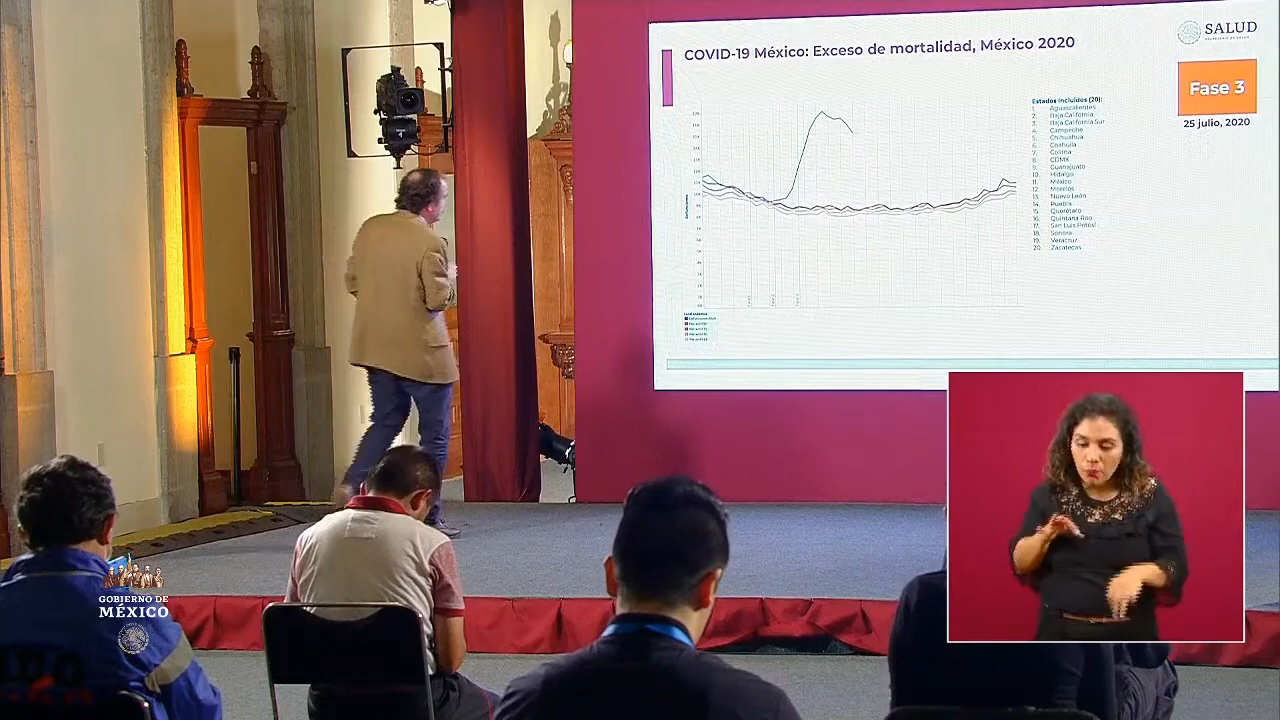 COVID-19 México: Exceso de mortalidad, México 2020
SALUD
SECRETARÍA DE SALUD
Fase 3
25 julio, 2020
Estados Incluidos (20):
1. Aguascalientes
2. Baja California
3. Baja California Sur
4. Campeche
5. Chihuahua
6. Coahuila
7. Colima
8. CDMX
9. Guanajuato
10. Hidalgo
11. México
12. Morelos
13. Nuevo León
14. Puebla
15. Querétaro
16. Quintana Roo
17. San Luis Potosí
18. Sonora
19. Veracruz
20. Zacatecas
GOBIERNO DE
MÉXICO